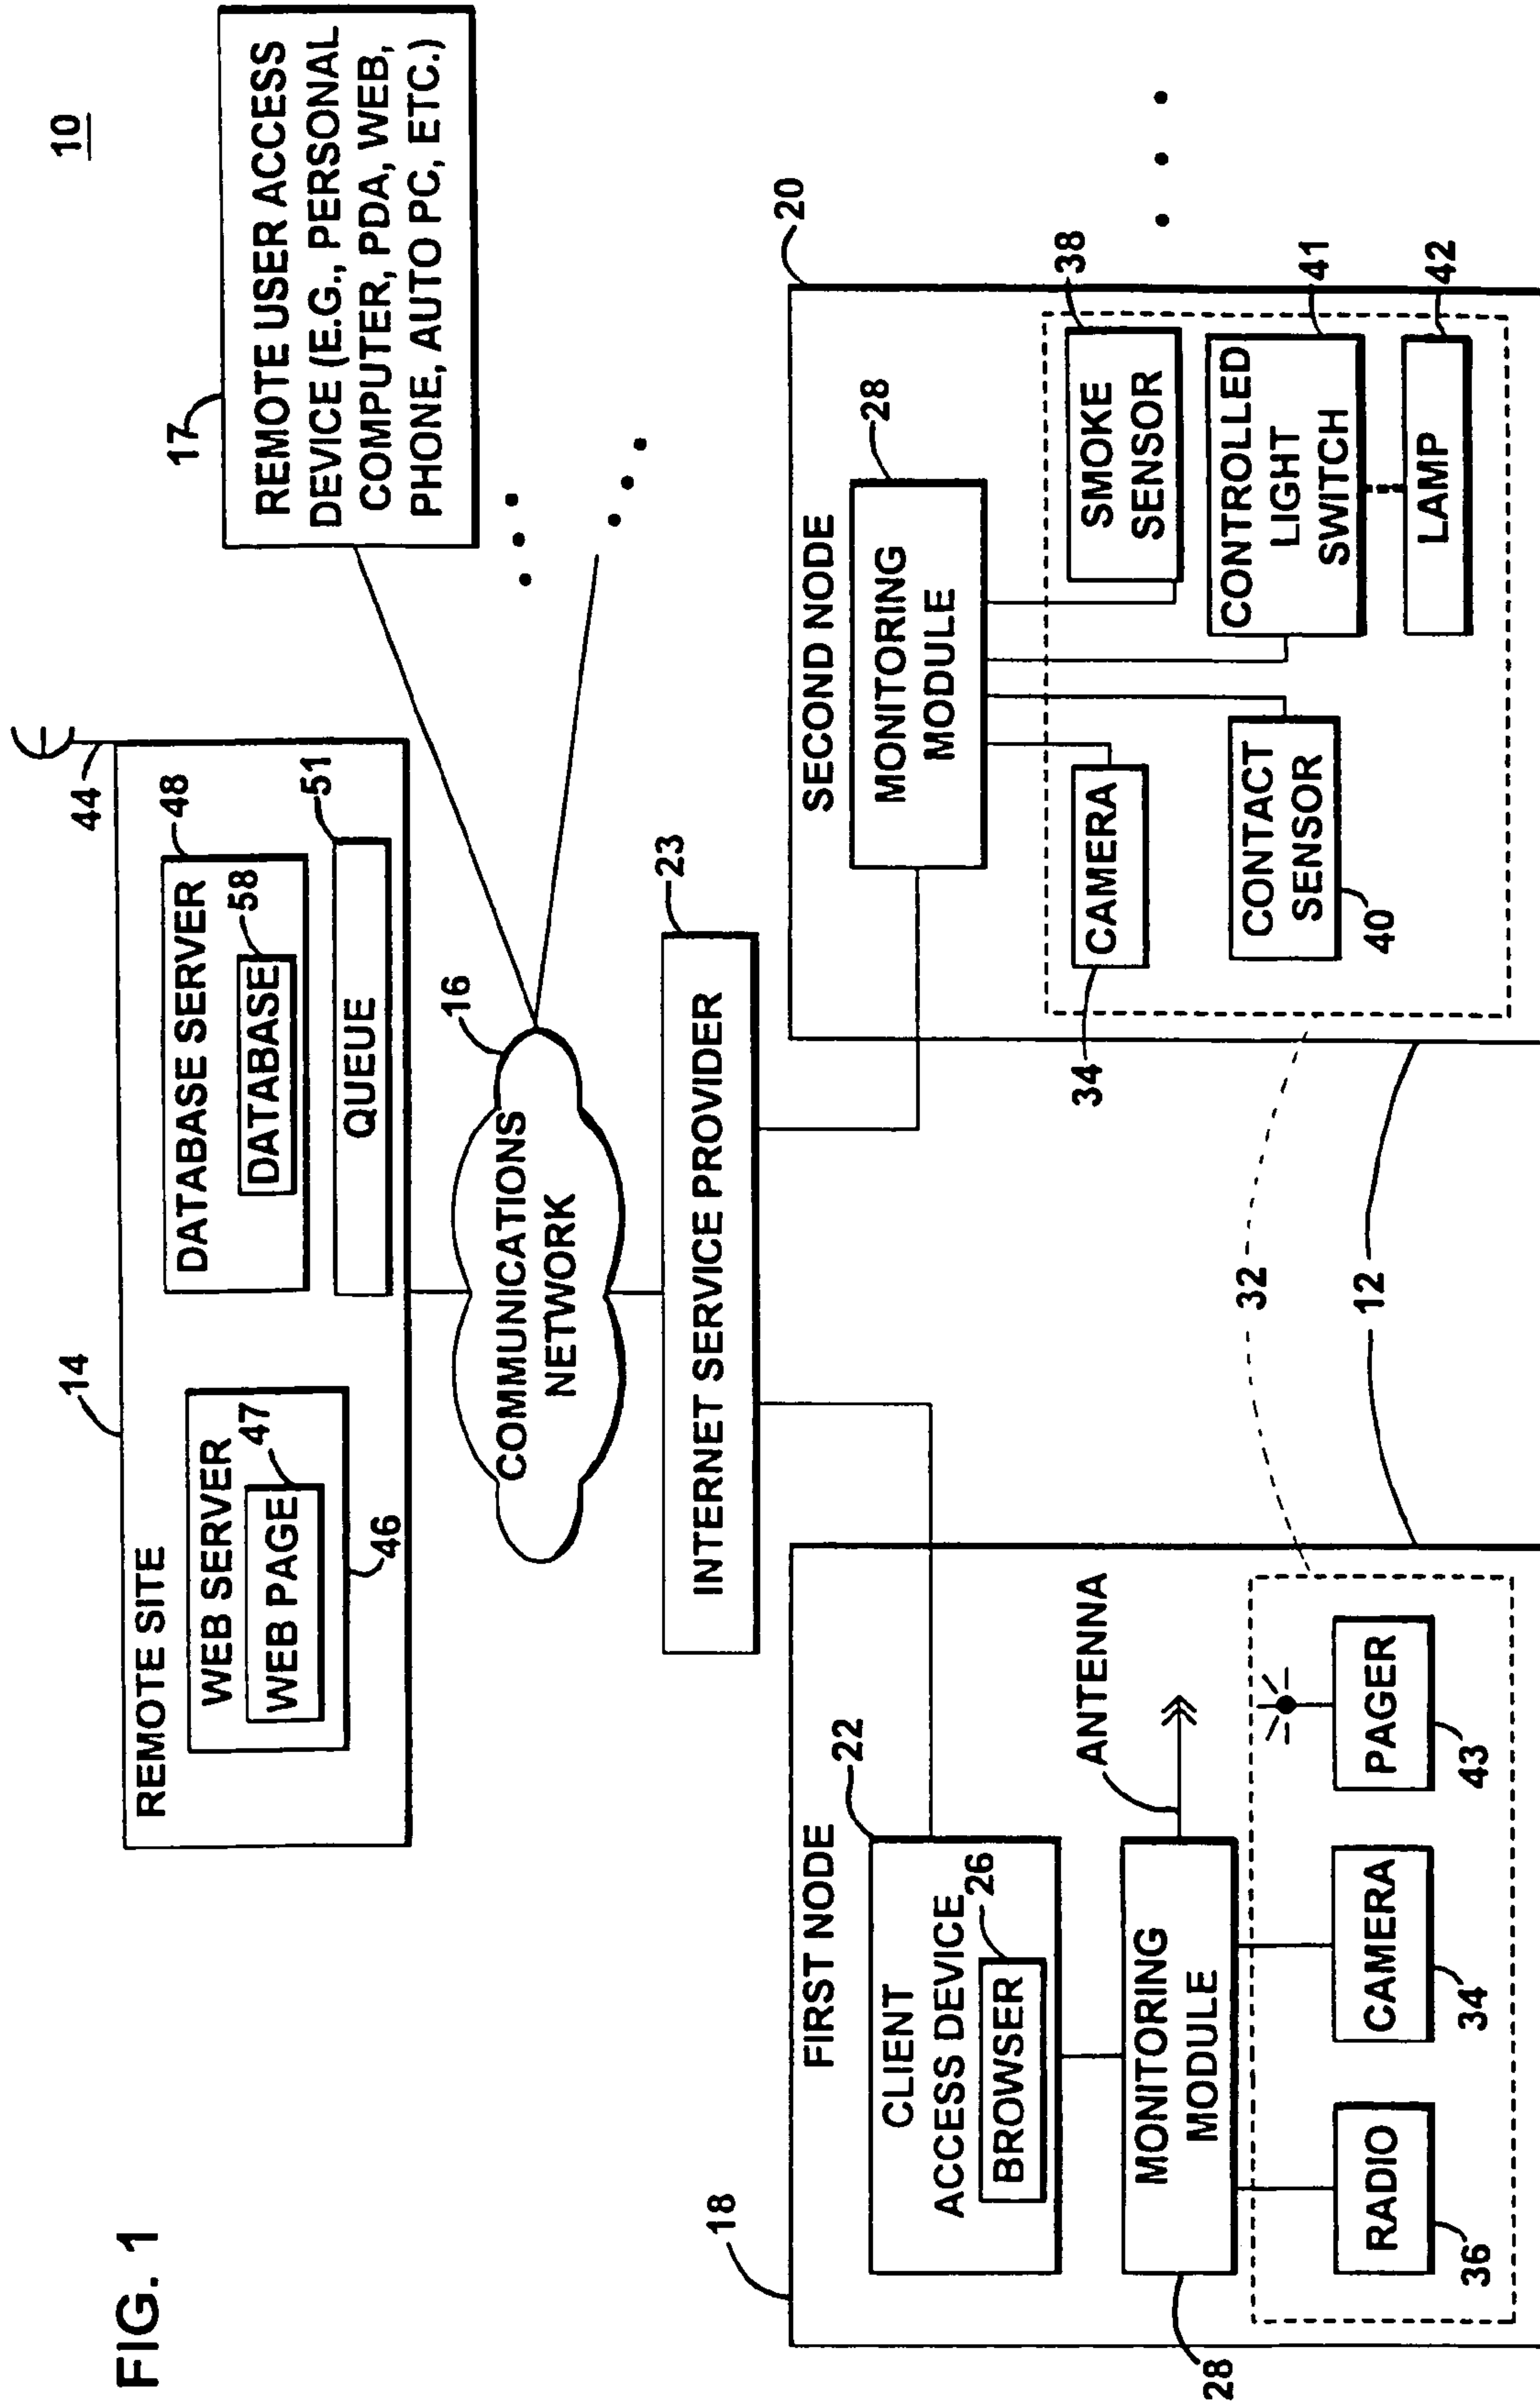 FIG. 1
10
14
REMOTE SITE
WEB SERVER
WEB PAGE
47
46
DATABASE SERVER
48
DATABASE
58
QUEUE
51
44
17
REMOTE USER ACCESS
DEVICE (E.G., PERSONAL
COMPUTER, PDA, WEB,
PHONE, AUTO PC, ETC.)
COMMUNICATIONS
NETWORK
16
INTERNET SERVICE PROVIDER
23
18
FIRST NODE
22
CLIENT
ACCESS DEVICE
26
BROWSER
MONITORING
MODULE
28
ANTENNA
RADIO
36
CAMERA
34
PAGER
43
32
12
20
SECOND NODE
MONITORING
MODULE
28
CAMERA
34
SMOKE
SENSOR
38
CONTACT
SENSOR
40
CONTROLLED
LIGHT
SWITCH
41
LAMP
42